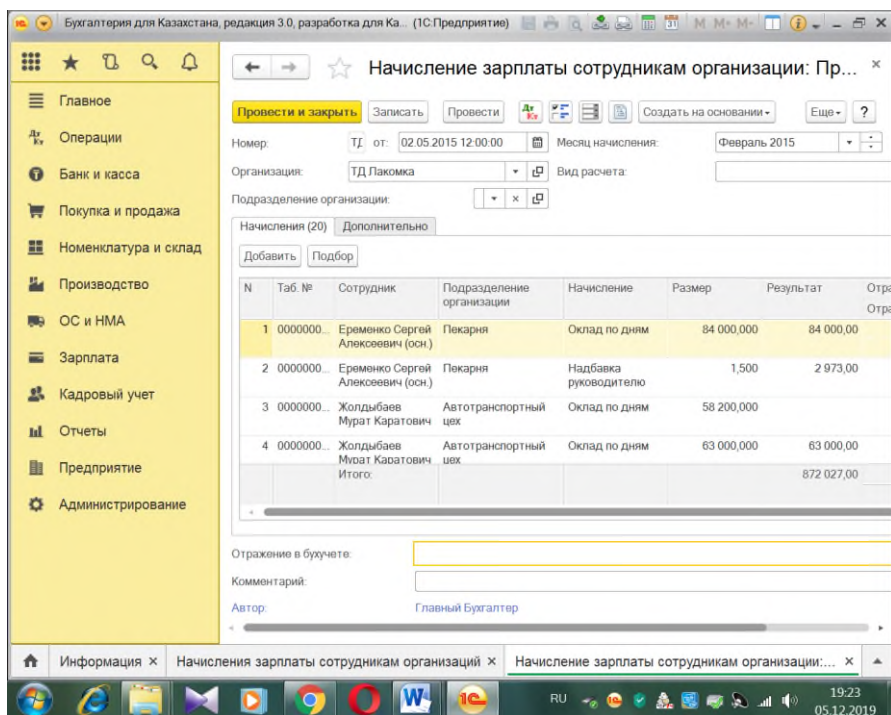 Бухгалтерия для Казахстана, редакция 3.0, разработка для Ка... (1С:Предприятие)
M M+ M-
Главное
Операции
Банк и касса
Покупка и продажа
Номенклатура и склад
Производство
ОС и НМА
Зарплата
Кадровый учет
Отчеты
Предприятие
Администрирование
Начисление зарплаты сотрудникам организации: Пр...
Провести и закрыть Записать Провести Дт Кт Создать на основании Еще ?
Номер: ТД от: 02.05.2015 12:00:00 Месяц начисления: Февраль 2015
Организация: ТД Лакомка Вид расчета:
Подразделение организации:
Начисления (20) Дополнительно
Добавить Подбор
N Таб. № Сотрудник Подразделение организации Начисление Размер Результат Отра
Отра
1 0000000... Еременко Сергей Пекарня Оклад по дням 84 000,000 84 000,00
Алексеевич (осн.)
2 0000000... Еременко Сергей Пекарня Надбавка 1,500 2 973,00
Алексеевич (осн.) руководителю
3 0000000... Жолдыбаев Автотранспортный Оклад по дням 58 200,000
Мурат Каратович цех
4 0000000... Жолдыбаев Автотранспортный Оклад по дням 63 000,000 63 000,00
Мурат Каратович цех
Итого: 872 027,00
Отражение в бухучете:
Комментарий:
Автор: Главный Бухгалтер
Информация × Начисления зарплаты сотрудникам организаций × Начисление зарплаты сотрудникам организации:... ×
RU 19:23
05.12.2019